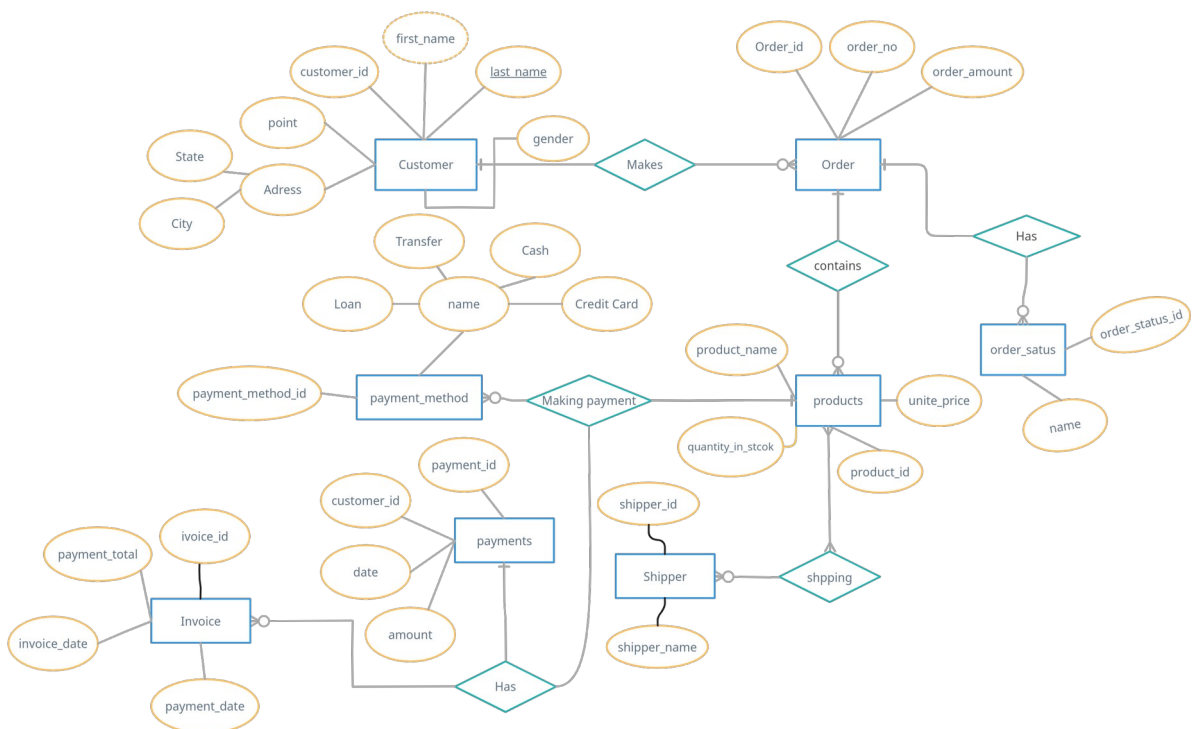 first_name
customer_id
last_name
Order_id
order_no
order_amount
point
gender
State
Customer
Makes
Order
Adress
City
Transfer
Cash
Has
contains
Loan
name
Credit Card
order_status_id
product_name
order_satus
payment_method_id
payment_method
Making payment
products
unite_price
name
quantity_in_stcok
payment_id
product_id
customer_id
shipper_id
ivoice_id
payments
payment_total
date
Shipper
shpping
Invoice
amount
invoice_date
shipper_name
Has
payment_date